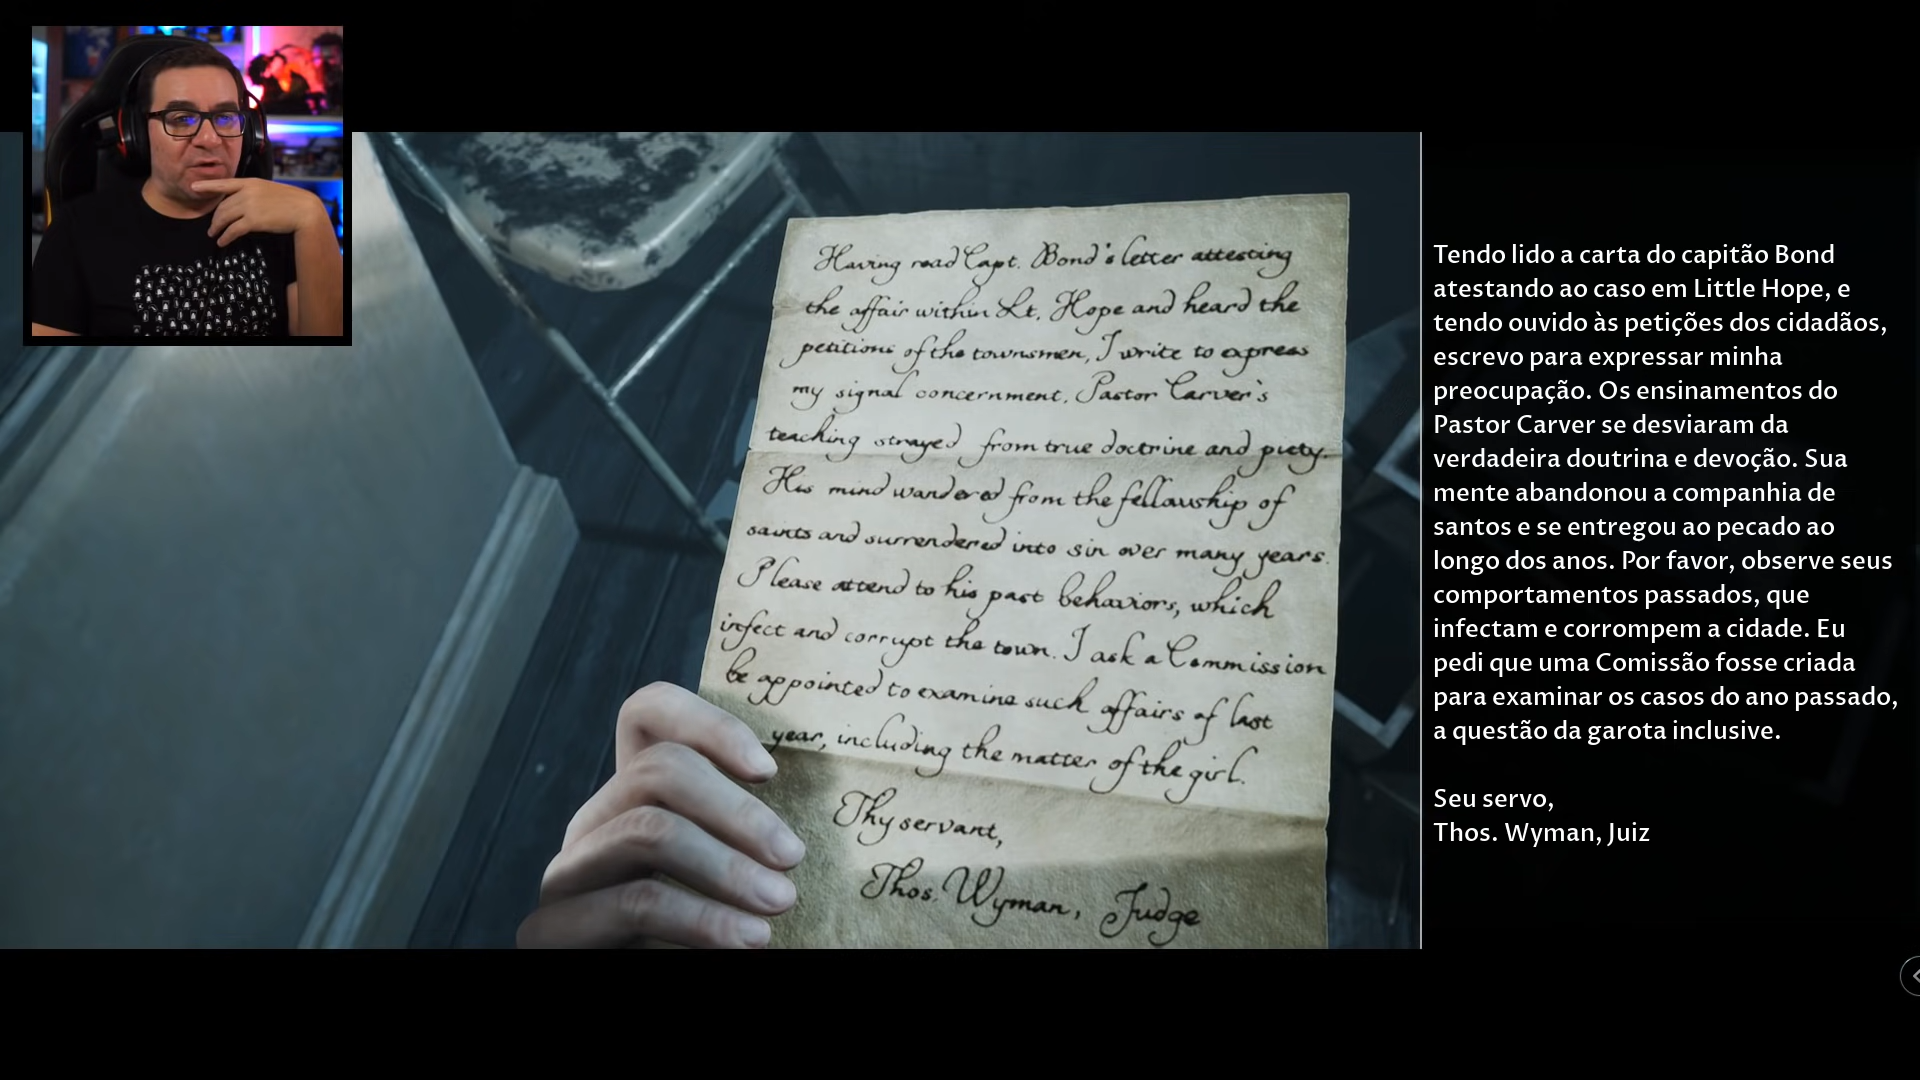 Having read Capt. Bond's letter attesting
the affair within Lt. Hope and heard the
petitions of the townsmen, I write to express
my signal concernment. Pastor Carver's
teaching strayed from true doctrine and piety.
His mind wandered from the fellowship of
saints and surrendered into sin over many years.
Please attend to his past behaviors, which
infect and corrupt the town. I ask a Commission
be appointed to examine such affairs of last
year, including the matter of the girl.
Thy servant,
Thos. Wyman, Judge
Tendo lido a carta do capitão Bond
atestando ao caso em Little Hope, e
tendo ouvido às petições dos cidadãos,
escrevo para expressar minha
preocupação. Os ensinamentos do
Pastor Carver se desviaram da
verdadeira doutrina e devoção. Sua
mente abandonou a companhia de
santos e se entregou ao pecado ao
longo dos anos. Por favor, observe seus
comportamentos passados, que
infectam e corrompem a cidade. Eu
pedi que uma Comissão fosse criada
para examinar os casos do ano passado,
a questão da garota inclusive.
Seu servo,
Thos. Wyman, Juiz